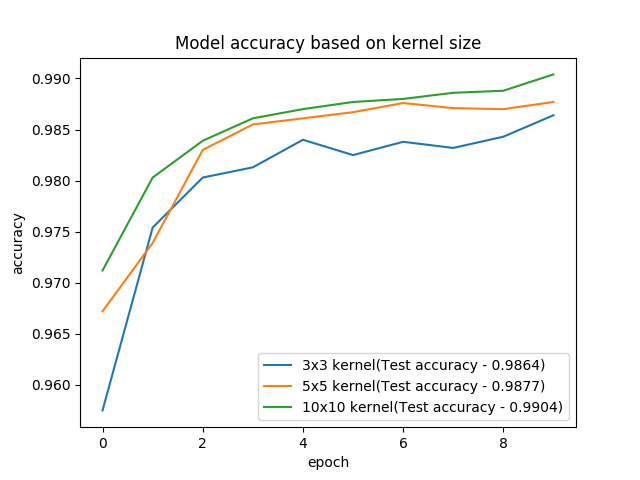 Model accuracy based on kernel size
0.990
0.985
0.980
0.975
0.970
0.965
0.960
accuracy
3x3 kernel(Test accuracy - 0.9864)
5x5 kernel(Test accuracy - 0.9877)
10x10 kernel(Test accuracy - 0.9904)
0 2 4 6 8
epoch